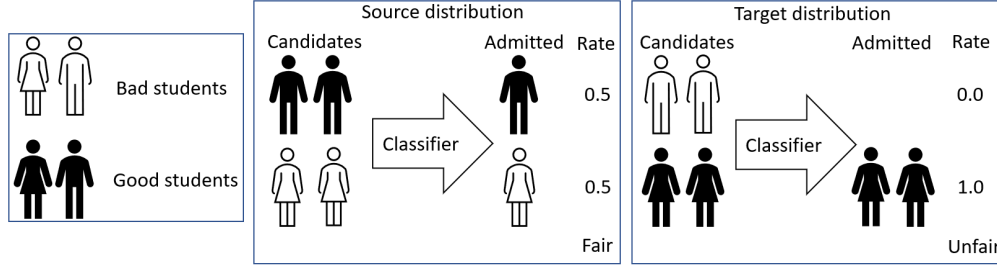 Bad students
Good students
Source distribution
Candidates Admitted Rate
0.5
Classifier
0.5
Fair
Target distribution
Candidates Admitted Rate
0.0
Classifier
1.0
Unfair